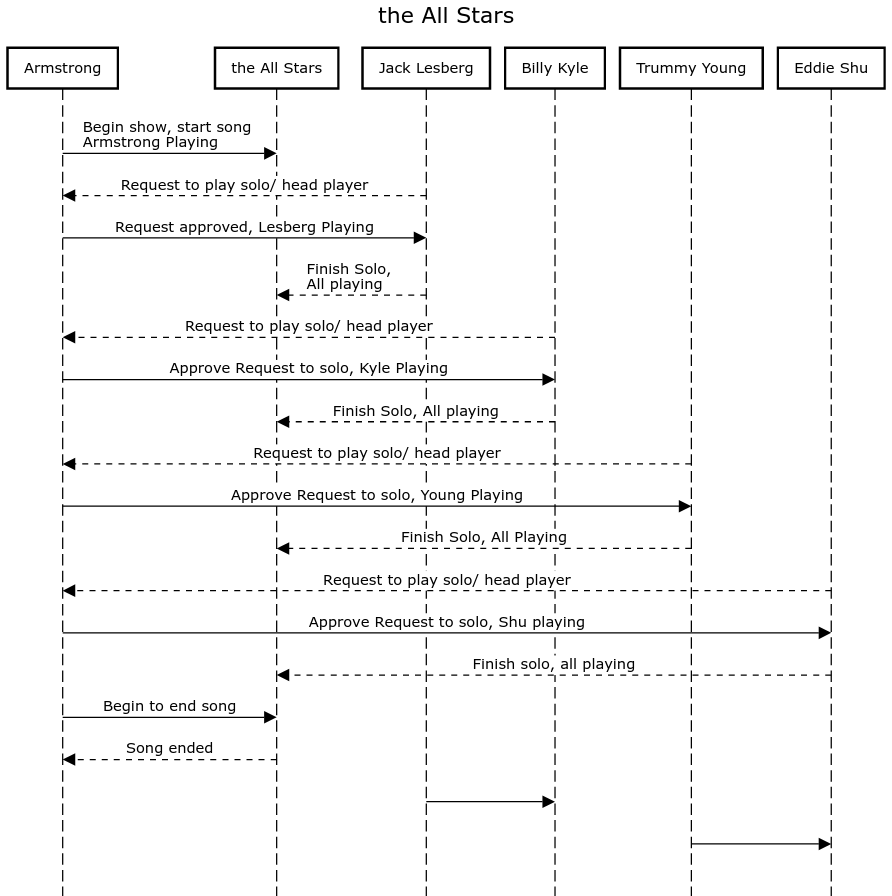 the All Stars
Armstrong
the All Stars
Jack Lesberg
Billy Kyle
Trummy Young
Eddie Shu
Begin show, start song
Armstrong Playing
Request to play solo/ head player
Request approved, Lesberg Playing
Finish Solo,
All playing
Request to play solo/ head player
Approve Request to solo, Kyle Playing
Finish Solo, All playing
Request to play solo/ head player
Approve Request to solo, Young Playing
Finish Solo, All Playing
Request to play solo/ head player
Approve Request to solo, Shu playing
Finish solo, all playing
Begin to end song
Song ended